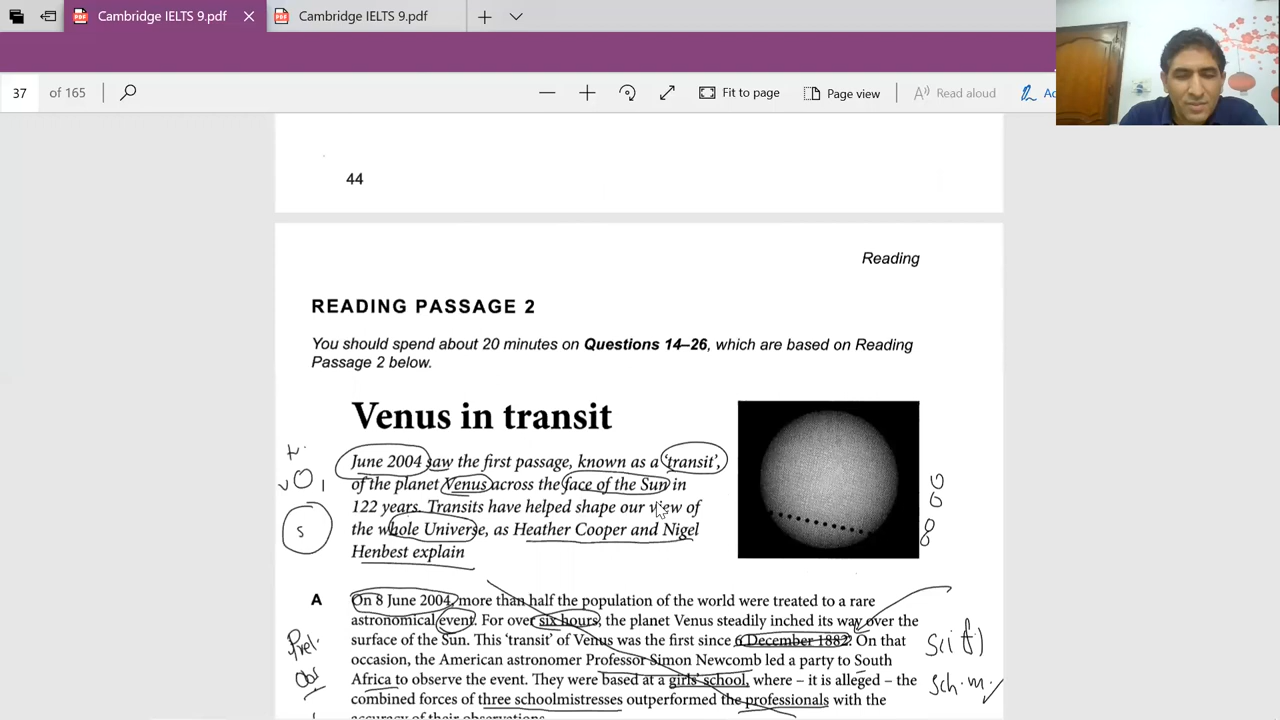 Cambridge IELTS 9.pdf
Cambridge IELTS 9.pdf
37 of 165
Fit to page
Page view
Read aloud
44
Reading
READING PASSAGE 2
You should spend about 20 minutes on Questions 14–26, which are based on Reading
Passage 2 below.
Venus in transit
June 2004 saw the first passage, known as a ‘transit’,
of the planet Venus across the face of the Sun in
122 years. Transits have helped shape our view of
the whole Universe, as Heather Cooper and Nigel
Henbest explain
A On 8 June 2004, more than half the population of the world were treated to a rare
astronomical event. For over six hours, the planet Venus steadily inched its way over the
surface of the Sun. This ‘transit’ of Venus was the first since 6 December 1882. On that
occasion, the American astronomer Professor Simon Newcomb led a party to South
Africa to observe the event. They were based at a girls’ school, where – it is alleged – the
combined forces of three schoolmistresses outperformed the professionals with the
accuracy of their observations.
S
Sch.m.